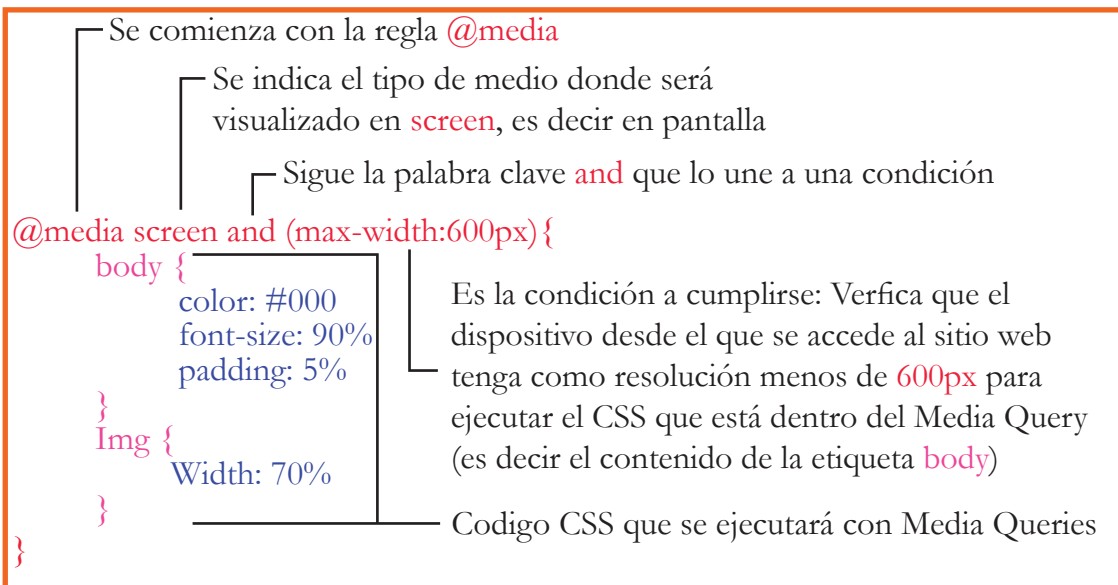 Se comienza con la regla @media
Se indica el tipo de medio donde será
visualizado en screen, es decir en pantalla
Sigue la palabra clave and que lo une a una condición
@media screen and (max-width:600px){
body {
color: #000
font-size: 90%
padding: 5%
}
Img {
Width: 70%
}
}
Es la condición a cumplirse: Verfica que el
dispositivo desde el que se accede al sitio web
tenga como resolución menos de 600px para
ejecutar el CSS que está dentro del Media Query
(es decir el contenido de la etiqueta body)
Codigo CSS que se ejecutará con Media Queries